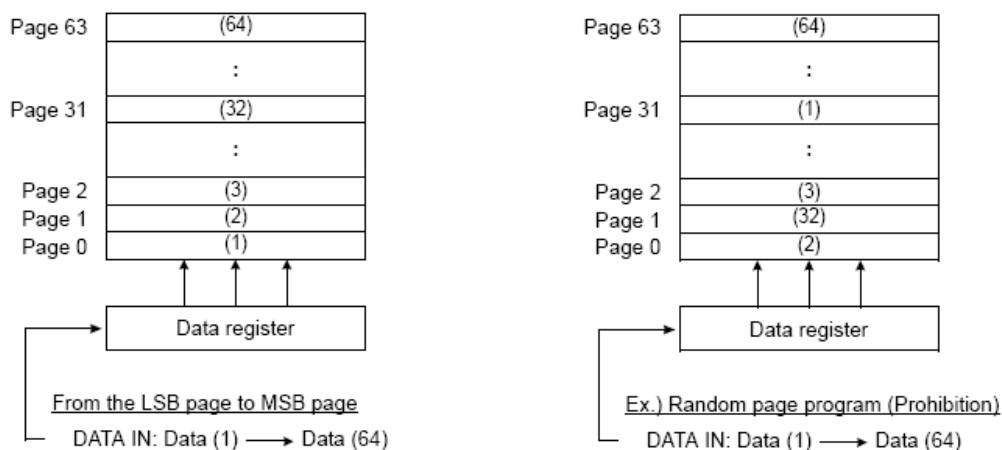 Page 63 (64)
:
Page 31 (32)
:
Page 2 (3)
Page 1 (2)
Page 0 (1)
Data register
From the LSB page to MSB page
DATA IN: Data (1) → Data (64)
Page 63 (64)
:
Page 31 (1)
:
Page 2 (3)
Page 1 (32)
Page 0 (2)
Data register
Ex.) Random page program (Prohibition)
DATA IN: Data (1) → Data (64)